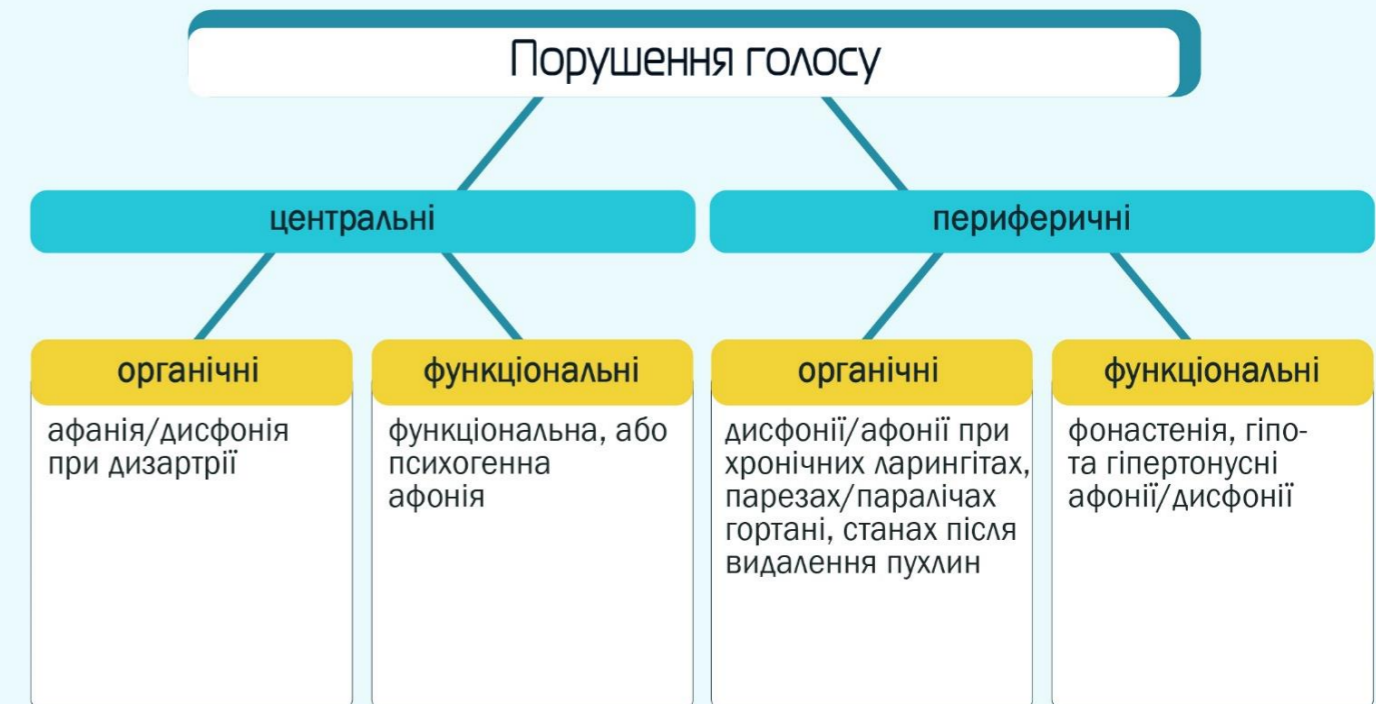 Порушення голосу
центральні
периферичні
органічні
афанія/дисфонія
при дизартрії
функціональні
функціональна, або
психогенна
афонія
органічні
дисфонії/афонії при
хронічних ларингітах,
парезах/паралічах
гортані, станах після
видалення пухлин
функціональні
фонастенія, гіпо-
та гіпертонусні
афонії/дисфонії